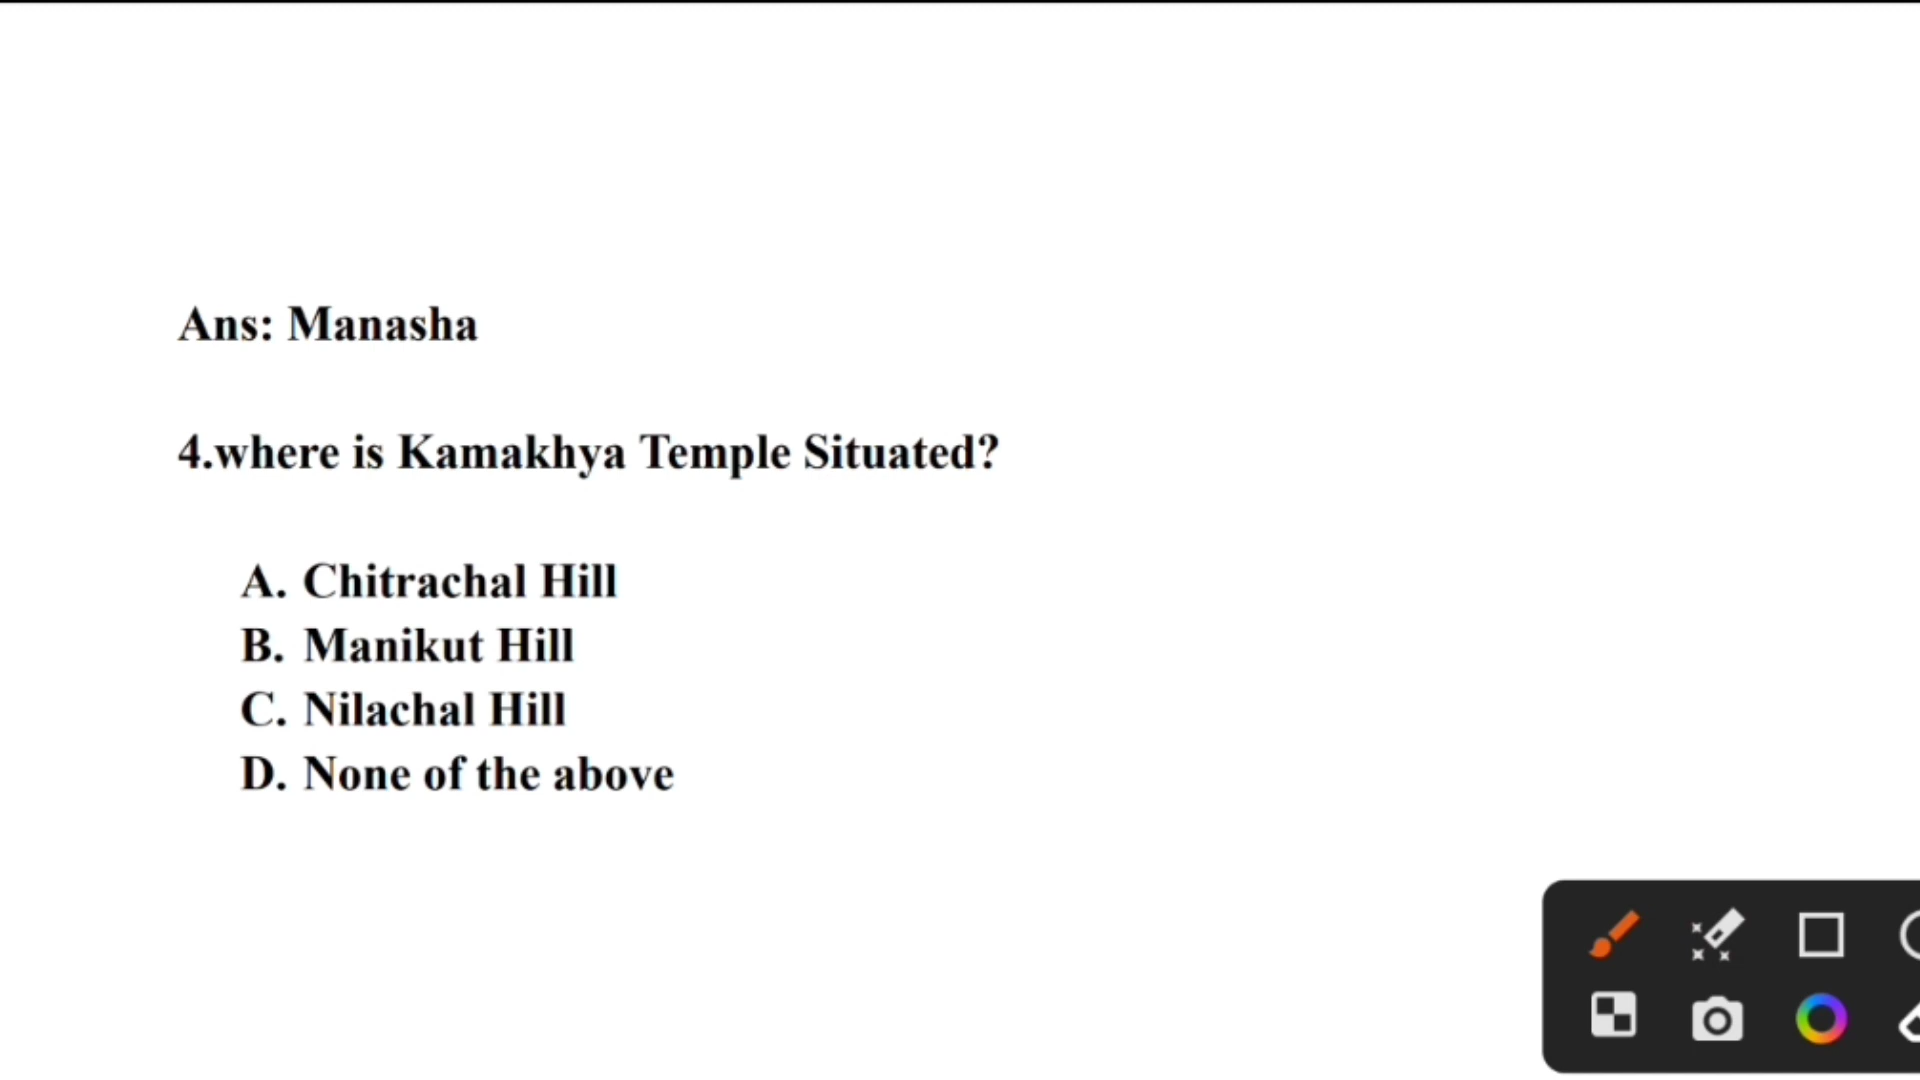 Ans: Manasha
4.where is Kamakhya Temple Situated?
A. Chitrachal Hill
B. Manikut Hill
C. Nilachal Hill
D. None of the above